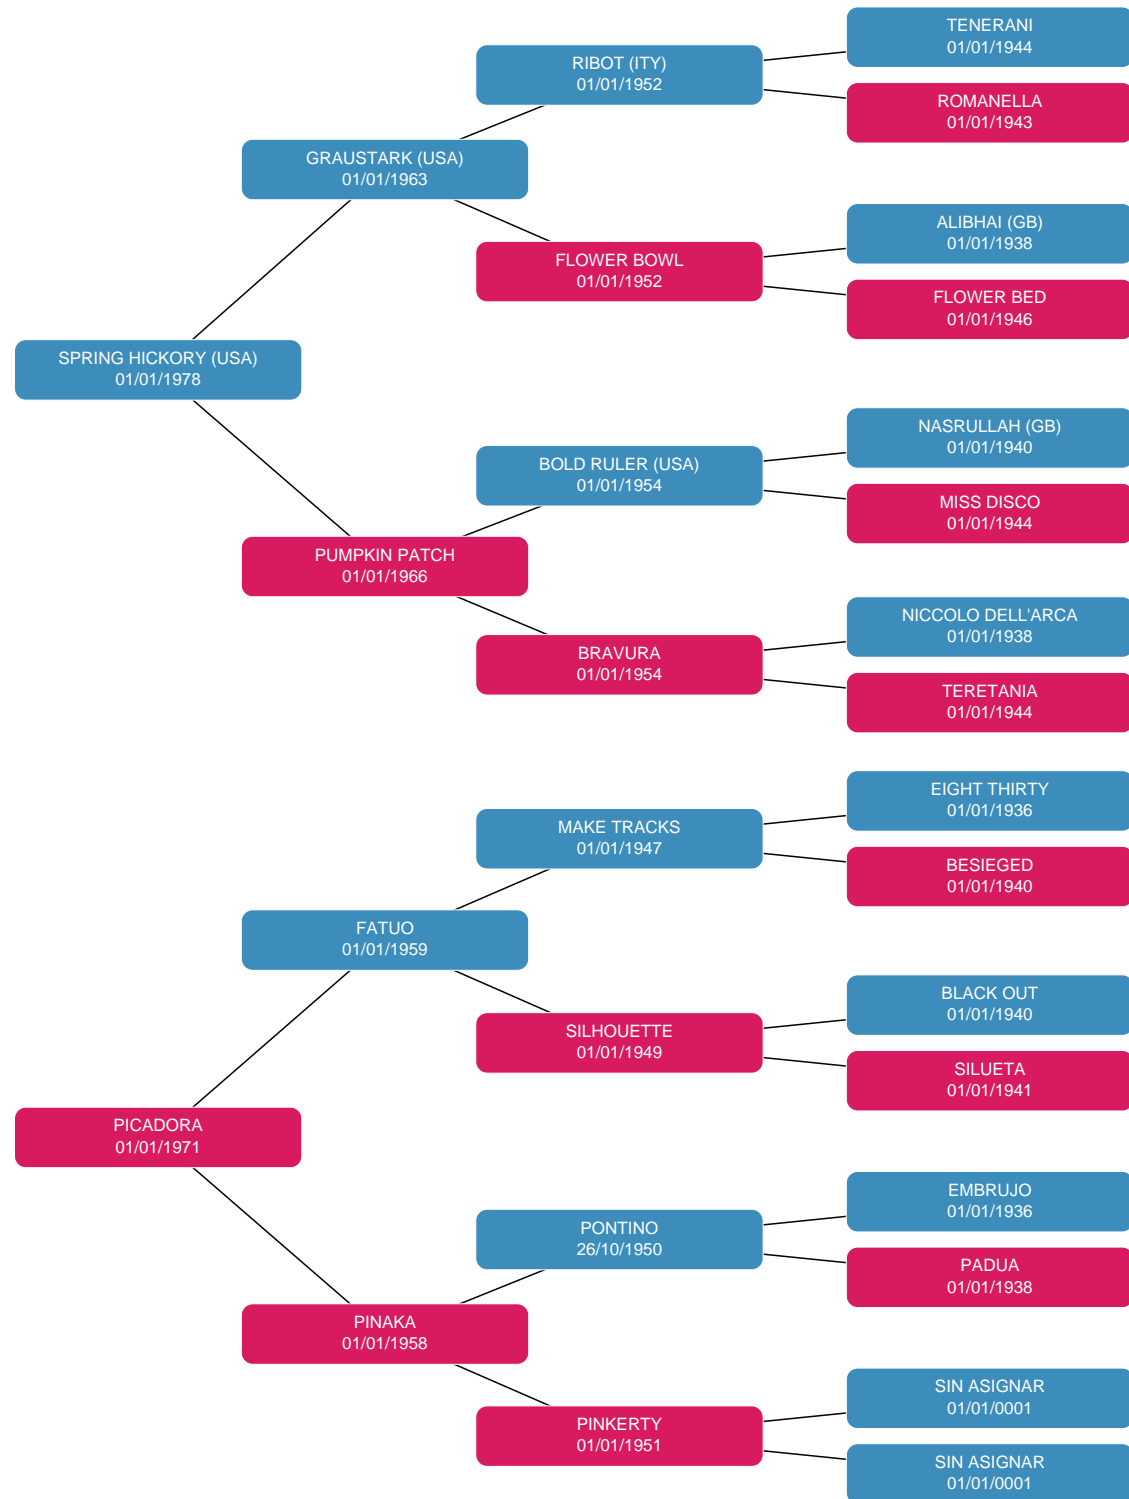 TENERANI
01/01/1944
RIBOT (ITY)
01/01/1952
ROMANELLA
01/01/1943
GRAUSTARK (USA)
01/01/1963
ALIBHAI (GB)
01/01/1938
FLOWER BOWL
01/01/1952
FLOWER BED
01/01/1946
SPRING HICKORY (USA)
01/01/1978
NASRULLAH (GB)
01/01/1940
BOLD RULER (USA)
01/01/1954
MISS DISCO
01/01/1944
PUMPKIN PATCH
01/01/1966
NICCOLO DELL'ARCA
01/01/1938
BRAVURA
01/01/1954
TERETANIA
01/01/1944
EIGHT THIRTY
01/01/1936
MAKE TRACKS
01/01/1947
BESIEGED
01/01/1940
FATUO
01/01/1959
BLACK OUT
01/01/1940
SILHOUETTE
01/01/1949
SILUETA
01/01/1941
PICADORA
01/01/1971
EMBRUJO
01/01/1936
PONTINO
26/10/1950
PADUA
01/01/1938
PINAKA
01/01/1958
SIN ASIGNAR
01/01/0001
PINKERTY
01/01/1951
SIN ASIGNAR
01/01/0001